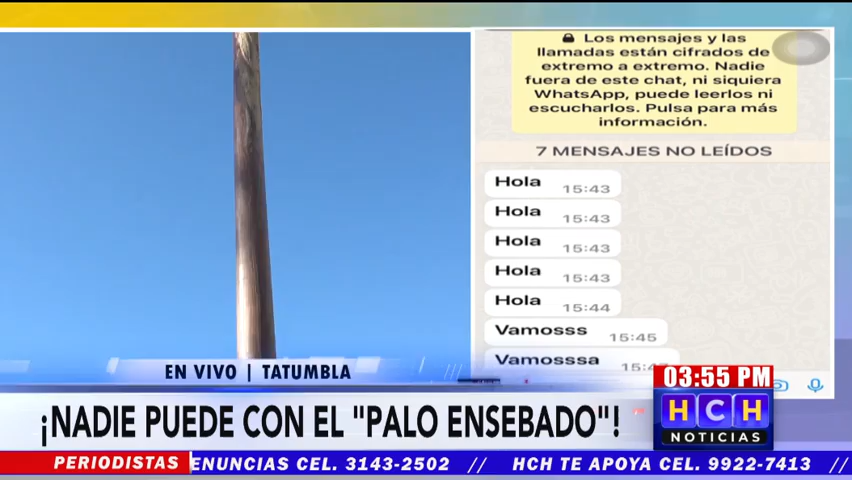 🔒 Los mensajes y las
llamadas están cifrados de
extremo a extremo. Nadie
fuera de este chat, ni siquiera
WhatsApp, puede leerlos ni
escucharlos. Pulsa para más
información.
7 MENSAJES NO LEÍDOS
Hola 15:43
Hola 15:43
Hola 15:43
Hola 15:43
Hola 15:44
Vamosss 15:45
Vamosssa
EN VIVO | TATUMBLA
03:55 PM
¡NADIE PUEDE CON EL "PALO ENSEBADO"!
HCH
NOTICIAS
PERIODISTAS ENUNCIAS CEL. 3143-2502 // HCH TE APOYA CEL. 9922-7413 //